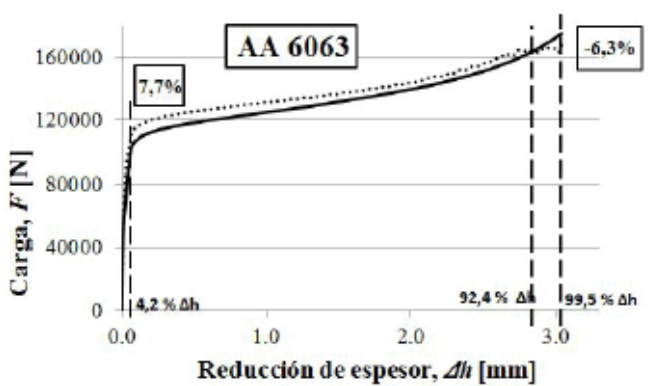 AA 6063
-6,3%
7,7%
160000
120000
80000
40000
0
Carga, F [N]
4,2 % Δh
92,4 % Δh
99,5 % Δh
0.0
1.0
2.0
3.0
Reducción de espesor, Δh [mm]